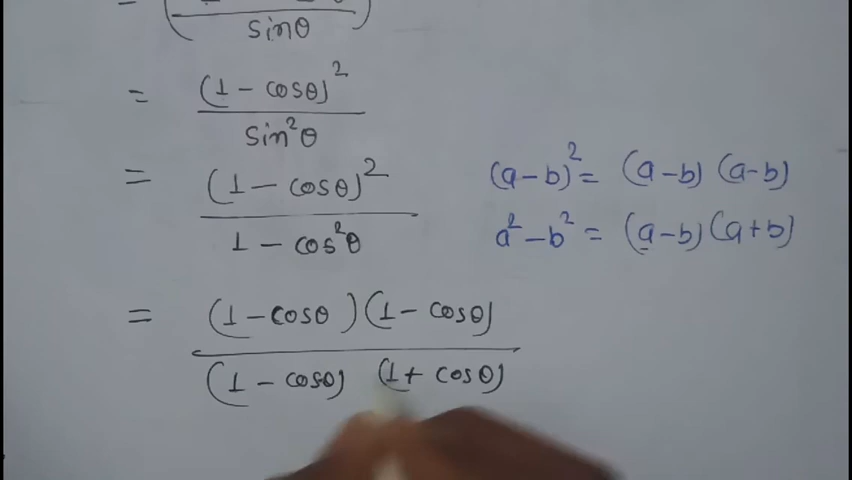 = ( / sinθ )
= (1 - cosθ)² / Sin²θ
= (1 - cosθ)² / 1 - cos²θ
(a-b)² = (a-b) (a-b)
a² - b² = (a-b) (a+b)
= (1 - cosθ) (1 - cosθ) / (1 - cosθ) (1 + cosθ)